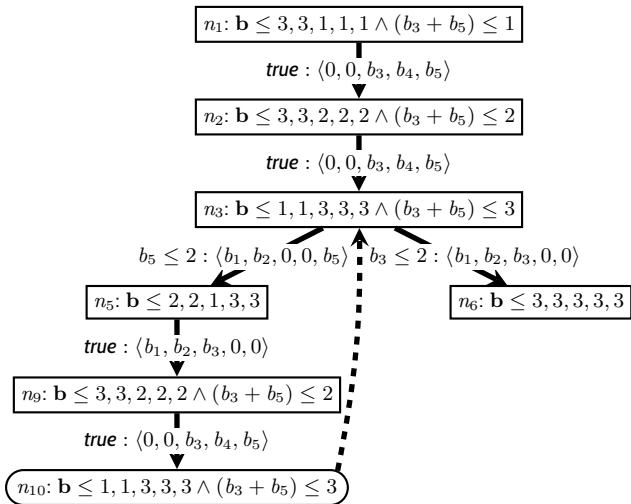 n₁: b ≤ 3, 3, 1, 1, 1 ∧ (b₃ + b₅) ≤ 1
true : ⟨0, 0, b₃, b₄, b₅⟩
n₂: b ≤ 3, 3, 2, 2, 2 ∧ (b₃ + b₅) ≤ 2
true : ⟨0, 0, b₃, b₄, b₅⟩
n₃: b ≤ 1, 1, 3, 3, 3 ∧ (b₃ + b₅) ≤ 3
b₅ ≤ 2 : ⟨b₁, b₂, 0, 0, b₅⟩ b₃ ≤ 2 : ⟨b₁, b₂, b₃, 0, 0⟩
n₅: b ≤ 2, 2, 1, 3, 3 n₆: b ≤ 3, 3, 3, 3, 3
true : ⟨b₁, b₂, b₃, 0, 0⟩
n₉: b ≤ 3, 3, 2, 2, 2 ∧ (b₃ + b₅) ≤ 2
true : ⟨0, 0, b₃, b₄, b₅⟩
n₁₀: b ≤ 1, 1, 3, 3, 3 ∧ (b₃ + b₅) ≤ 3